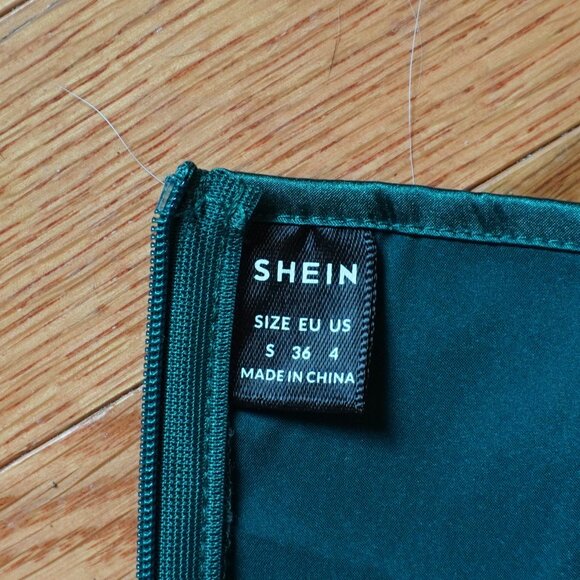 SHEIN
SIZE EU US
S 36 4
MADE IN CHINA